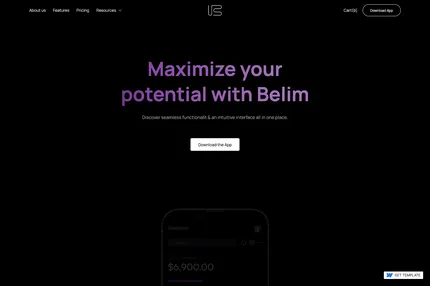 About us
Features
Pricing
Resources
Cart(0)
Download App
Maximize your
potential with Belim
Discover seamless functionalit & an intuitive interface all in one place.
Download the App
$6,900.00
GET TEMPLATE